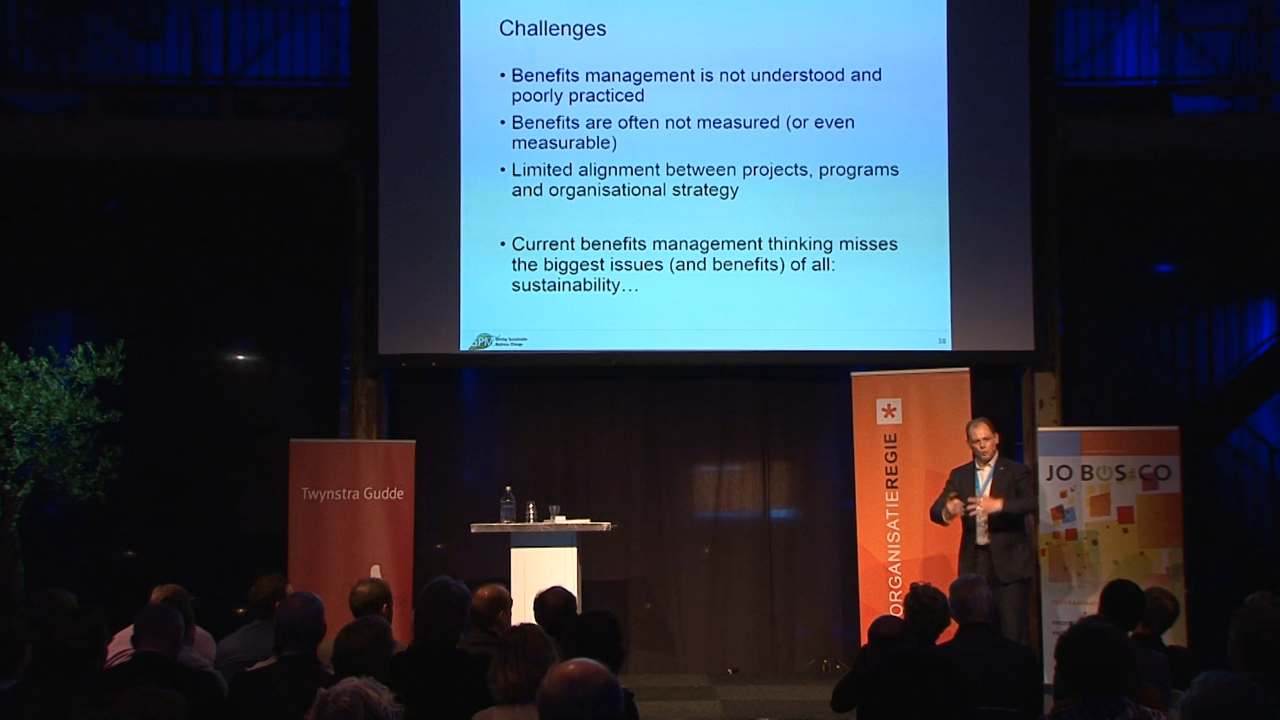 Challenges
• Benefits management is not understood and
poorly practiced
• Benefits are often not measured (or even
measurable)
• Limited alignment between projects, programs
and organisational strategy
• Current benefits management thinking misses
the biggest issues (and benefits) of all:
sustainability…
GPM
38
Twynstra Gudde
ORGANISATIEREGIE
JO BOS & CO